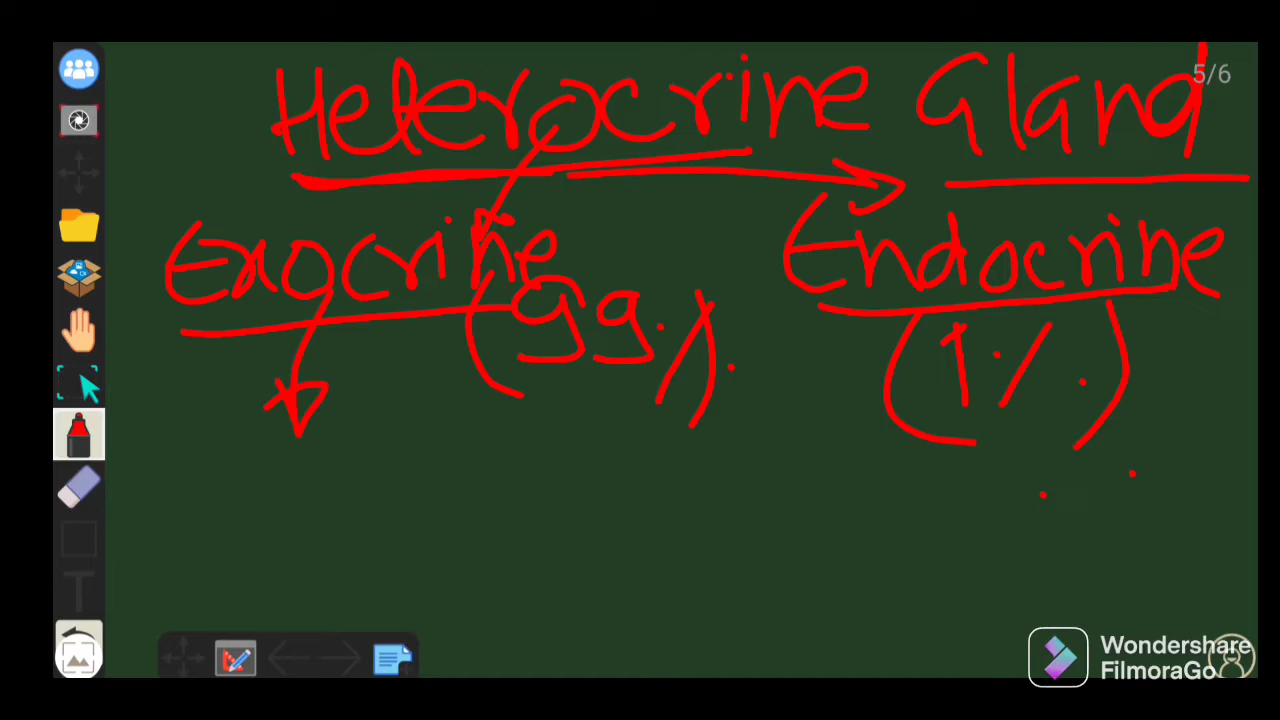 Heterocrine Gland
5/6
Exocrine Endocrine
(99%). (1%)
Wondershare
FilmoraGo